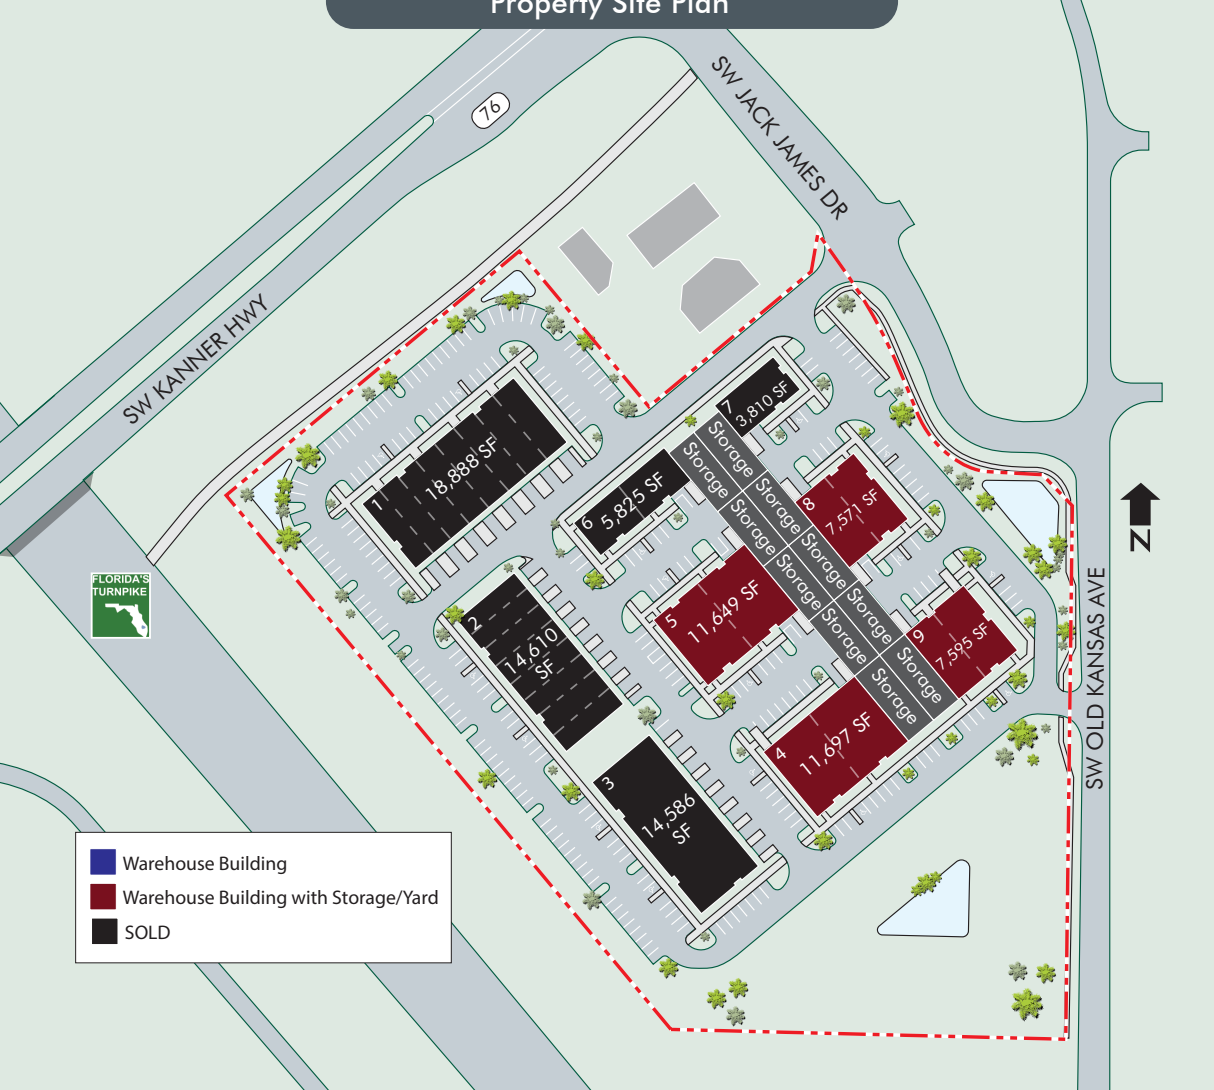 Property Site Plan
76
SW JACK JAMES DR
SW KANNER HWY
1
18,888 SF
7
3,810 SF
6
5,825 SF
Storage
Storage
Storage
Storage
Storage
Storage
Storage
Storage
Storage
Storage
8
7,571 SF
5
11,649 SF
2
14,610
SF
9
7,595 SF
4
11,697 SF
3
14,586
SF
N
SW OLD KANSAS AVE
FLORIDA'S
TURNPIKE
Warehouse Building
Warehouse Building with Storage/Yard
SOLD